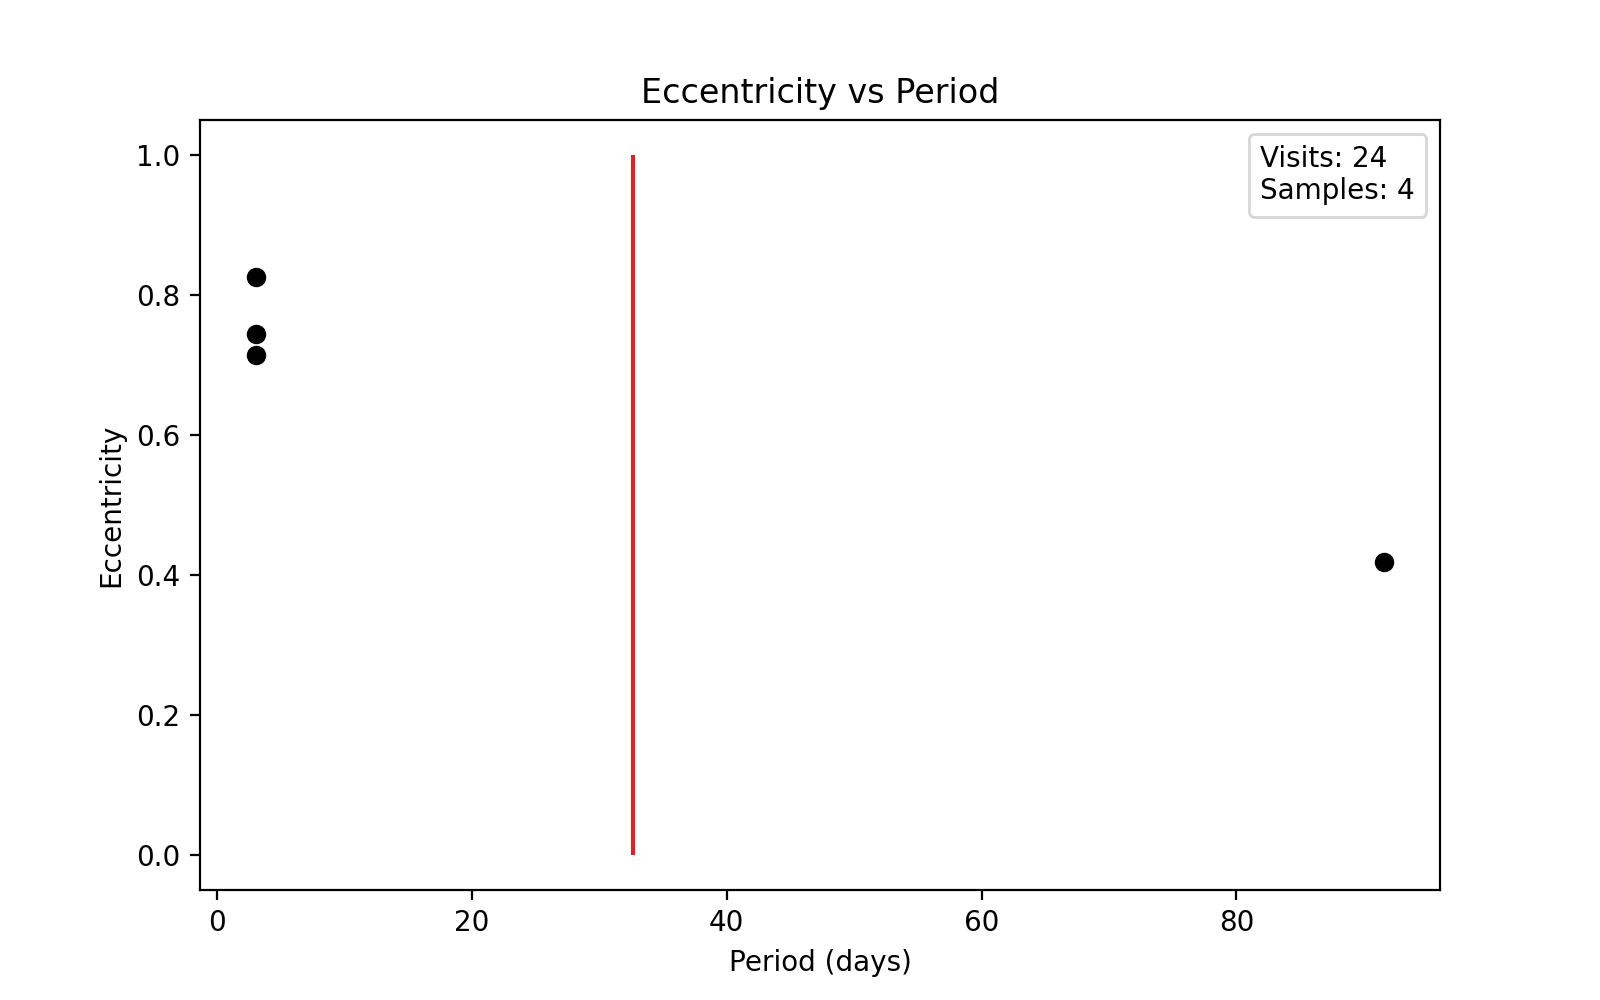 Eccentricity vs Period
Visits: 24
Samples: 4
1.0
0.8
0.6
0.4
0.2
0.0
Eccentricity
0 20 40 60 80
Period (days)